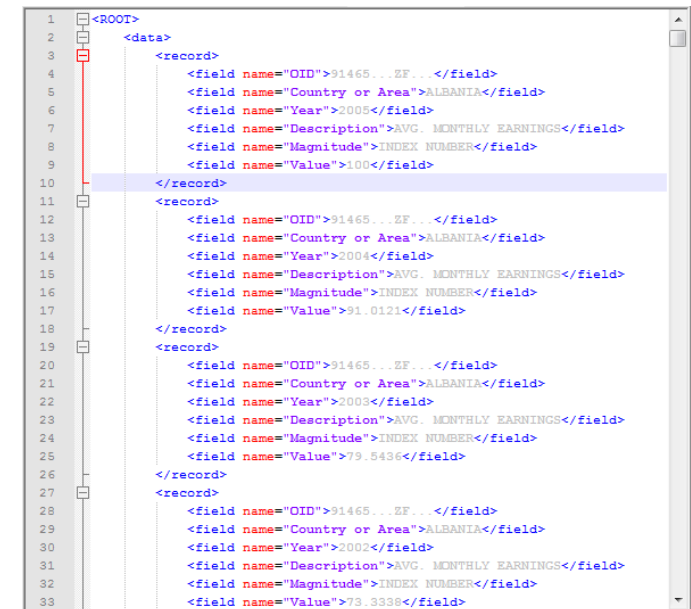 1 <ROOT>
2 <data>
3 <record>
4 <field name="OID">91465...ZF...</field>
5 <field name="Country or Area">ALBANIA</field>
6 <field name="Year">2005</field>
7 <field name="Description">AVG. MONTHLY EARNINGS</field>
8 <field name="Magnitude">INDEX NUMBER</field>
9 <field name="Value">100</field>
10 </record>
11 <record>
12 <field name="OID">91465...ZF...</field>
13 <field name="Country or Area">ALBANIA</field>
14 <field name="Year">2004</field>
15 <field name="Description">AVG. MONTHLY EARNINGS</field>
16 <field name="Magnitude">INDEX NUMBER</field>
17 <field name="Value">91.0121</field>
18 </record>
19 <record>
20 <field name="OID">91465...ZF...</field>
21 <field name="Country or Area">ALBANIA</field>
22 <field name="Year">2003</field>
23 <field name="Description">AVG. MONTHLY EARNINGS</field>
24 <field name="Magnitude">INDEX NUMBER</field>
25 <field name="Value">79.5436</field>
26 </record>
27 <record>
28 <field name="OID">91465...ZF...</field>
29 <field name="Country or Area">ALBANIA</field>
30 <field name="Year">2002</field>
31 <field name="Description">AVG. MONTHLY EARNINGS</field>
32 <field name="Magnitude">INDEX NUMBER</field>
33 <field name="Value">73.3338</field>